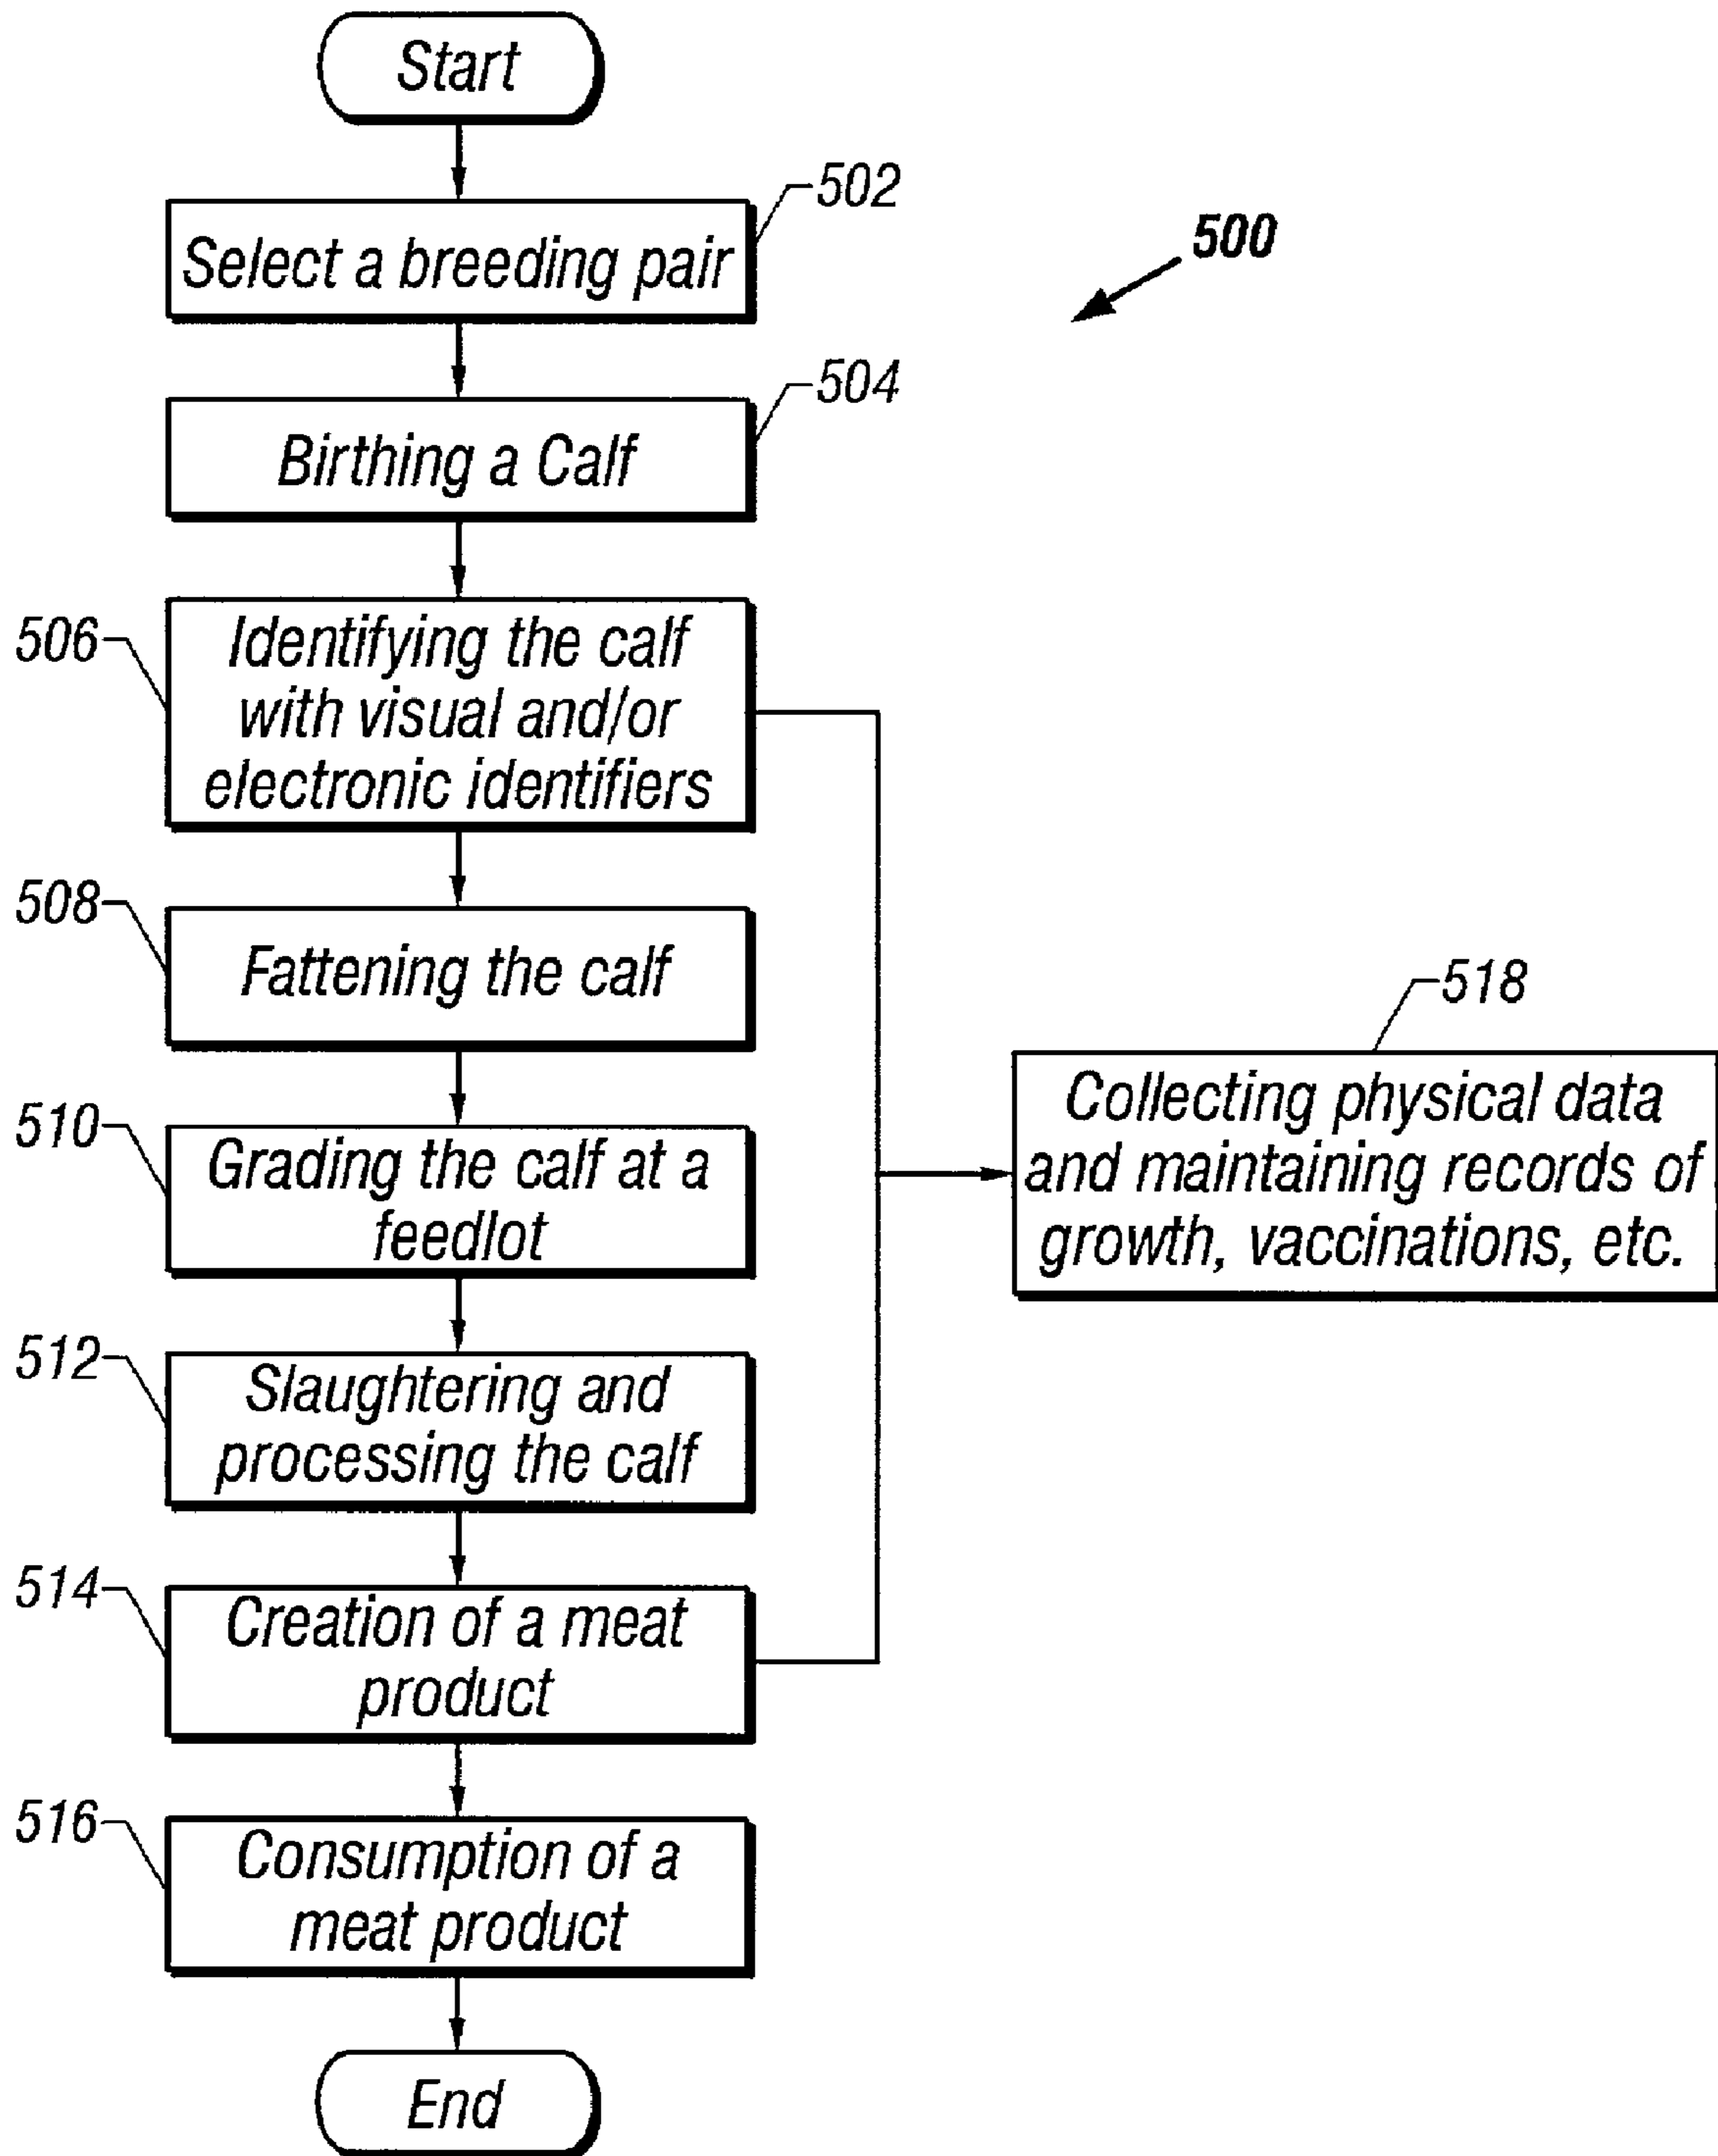 Start
502
Select a breeding pair
500
504
Birthing a Calf
506
Identifying the calf
with visual and/or
electronic identifiers
508
Fattening the calf
518
Collecting physical data
and maintaining records of
growth, vaccinations, etc.
510
Grading the calf at a
feedlot
512
Slaughtering and
processing the calf
514
Creation of a meat
product
516
Consumption of a
meat product
End